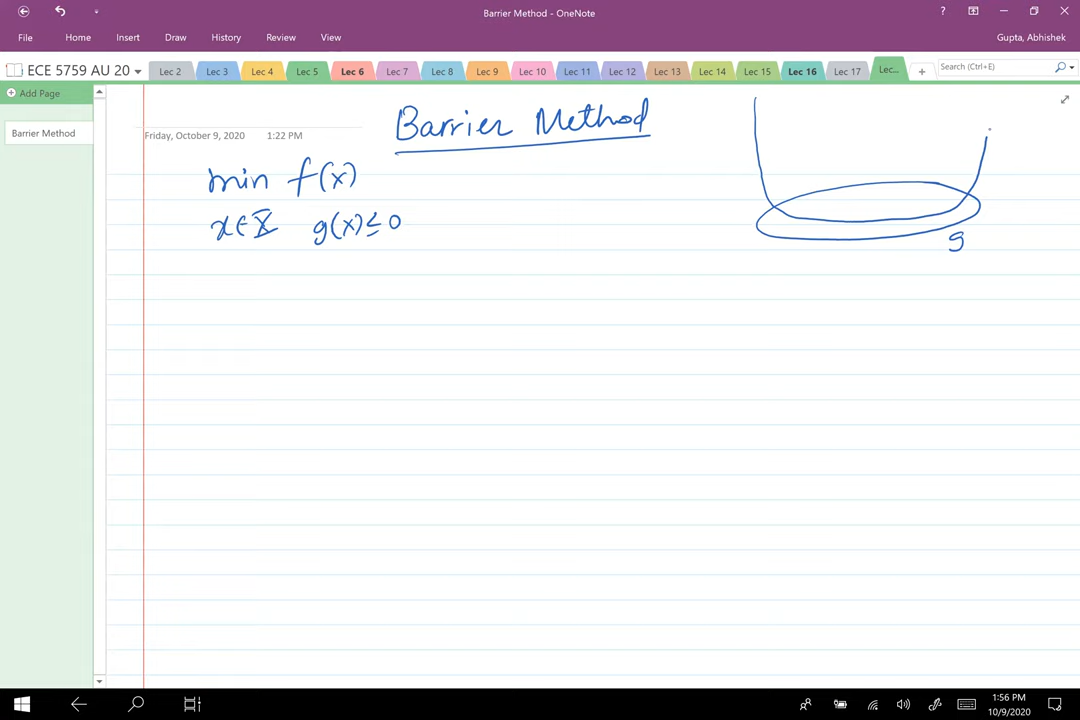 Barrier Method - OneNote
?
File Home Insert Draw History Review View
Gupta, Abhishek
ECE 5759 AU 20
Lec 2 Lec 3 Lec 4 Lec 5 Lec 6 Lec 7 Lec 8 Lec 9 Lec 10 Lec 11 Lec 12 Lec 13 Lec 14 Lec 15 Lec 16 Lec 17 Lec... +
Search (Ctrl+E)
Add Page
Barrier Method
Friday, October 9, 2020 1:22 PM
Barrier Method
min f(x)
x∈X g(x)≤0
g
1:56 PM
10/9/2020